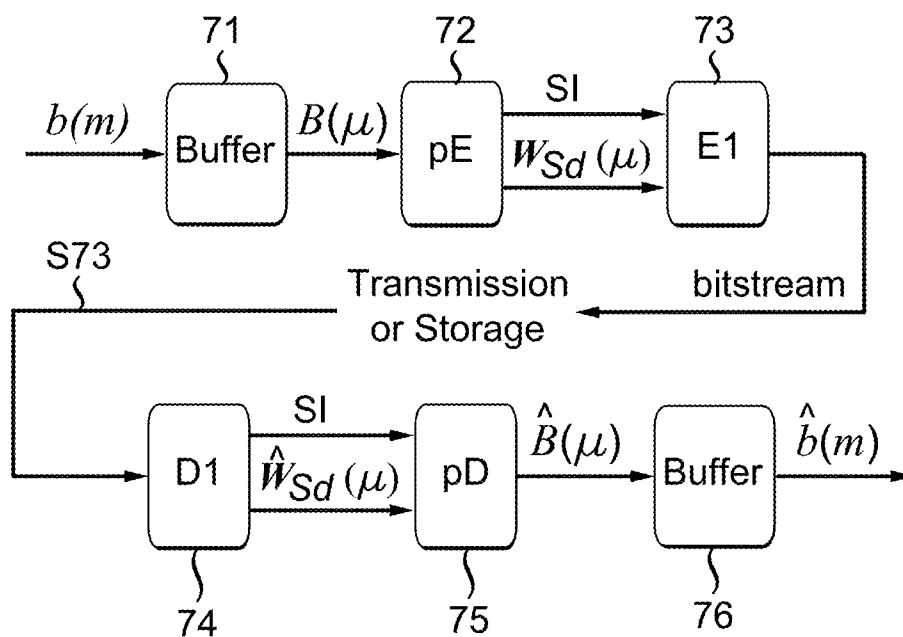 71 72 73
b(m) Buffer B(μ) pE SI W_Sd (μ) E1
S73 Transmission or Storage bitstream
D1 SI Ŵ_Sd (μ) pD B̂(μ) Buffer b̂(m)
74 75 76